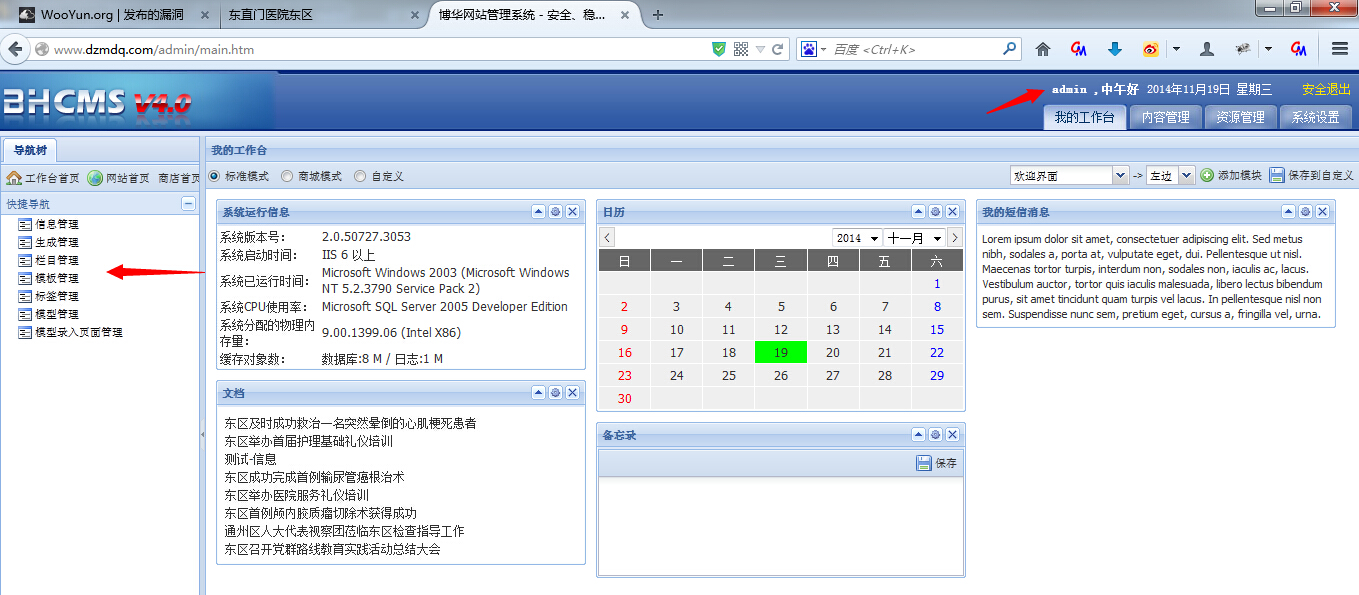 WooYun.org | 发布的漏洞
东直门医院东区
博华网站管理系统 - 安全、稳...
www.dzmdq.com/admin/main.htm
百度 <Ctrl+K>
BHCMS V4.0
admin ,中午好 2014年11月19日 星期三 安全退出
我的工作台 内容管理 资源管理 系统设置
导航树
我的工作台
工作台首页 网站首页 商店首页
标准模式 商城模式 自定义
欢迎界面 -> 左边 添加模块 保存到自定义
快捷导航
信息管理
生成管理
栏目管理
模板管理
标签管理
模型管理
模型录入页面管理
系统运行信息
系统版本号： 2.0.50727.3053
系统启动时间： IIS 6 以上
系统已运行时间： Microsoft Windows 2003 (Microsoft Windows
NT 5.2.3790 Service Pack 2)
系统CPU使用率： Microsoft SQL Server 2005 Developer Edition
系统分配的物理内
存量： 9.00.1399.06 (Intel X86)
缓存对象数： 数据库:8 M / 日志:1 M
文档
东区及时成功救治一名突然晕倒的心肌梗死患者
东区举办首届护理基础礼仪培训
测试-信息
东区成功完成首例输尿管癌根治术
东区举办医院服务礼仪培训
东区首例颅内胶质瘤切除术获得成功
通州区人大代表视察团莅临东区检查指导工作
东区召开党群路线教育实践活动总结大会
日历
2014 十一月
日 一 二 三 四 五 六
1
2 3 4 5 6 7 8
9 10 11 12 13 14 15
16 17 18 19 20 21 22
23 24 25 26 27 28 29
30
备忘录
保存
我的短信消息
Lorem ipsum dolor sit amet, consectetuer adipiscing elit. Sed metus
nibh, sodales a, porta at, vulputate eget, dui. Pellentesque ut nisl.
Maecenas tortor turpis, interdum non, sodales non, iaculis ac, lacus.
Vestibulum auctor, tortor quis iaculis malesuada, libero lectus bibendum
purus, sit amet tincidunt quam turpis vel lacus. In pellentesque nisl non
sem. Suspendisse nunc sem, pretium eget, cursus a, fringilla vel, urna.